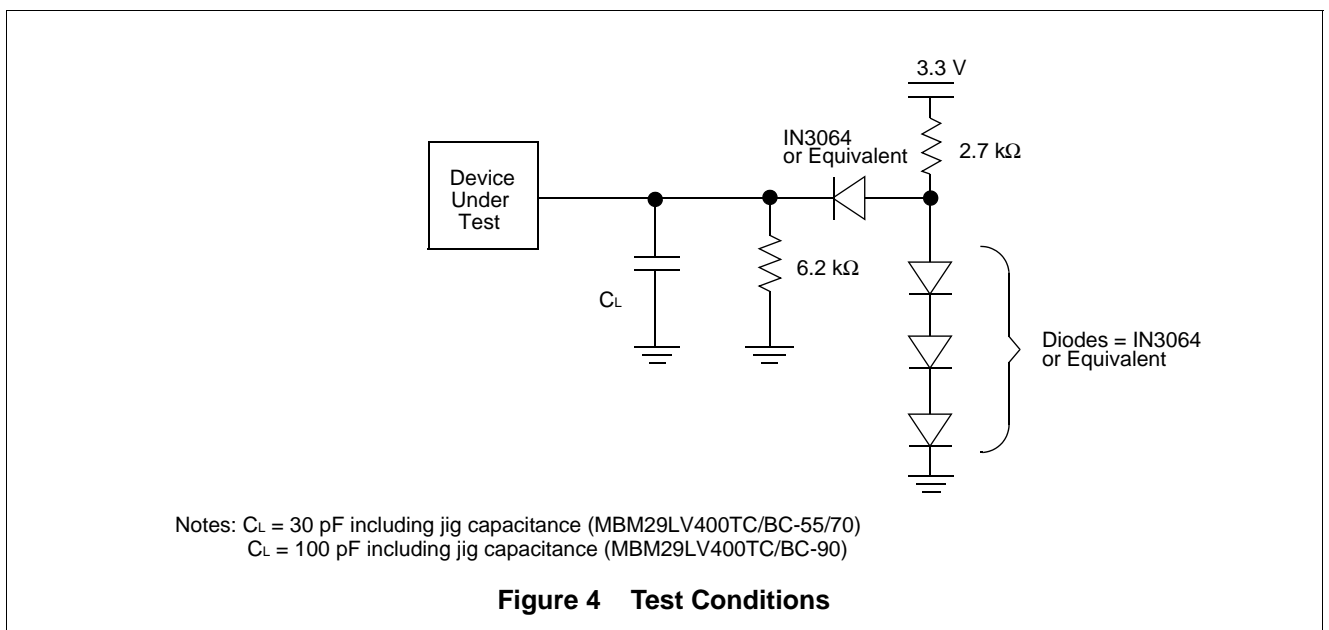 3.3 V
IN3064
or Equivalent
2.7 kΩ
Device
Under
Test
6.2 kΩ
CL
Diodes = IN3064
or Equivalent
Notes: CL = 30 pF including jig capacitance (MBM29LV400TC/BC-55/70)
CL = 100 pF including jig capacitance (MBM29LV400TC/BC-90)
Figure 4 Test Conditions